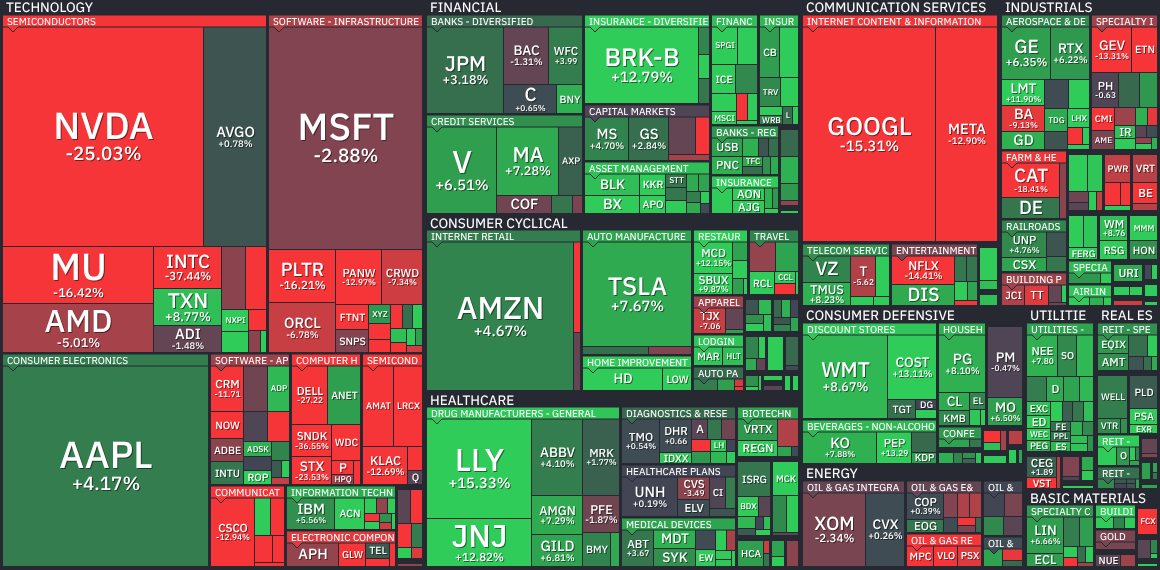 TECHNOLOGY
SEMICONDUCTORS
NVDA
-25.03%
AVGO
+0.78%
MU
-16.42%
AMD
-5.01%
INTC
-37.44%
TXN
+8.77%
ADI
-1.48%
NXPI
SOFTWARE - INFRASTRUCTURE
MSFT
-2.88%
PLTR
-16.21%
PANW
-12.97%
CRWD
-7.34%
ORCL
-6.78%
FTNT
XYZ
SNPS
CONSUMER ELECTRONICS
AAPL
+4.17%
SOFTWARE - AP
CRM
-11.71
ADP
NOW
ADBE
ADSK
INTU
ROP
COMPUTER H
DELL
-27.22
ANET
SNDK
-36.55%
WDC
STX
-23.53%
P
HPQ
SEMICOND
AMAT
LRCX
KLAC
-12.69%
Q
COMMUNICAT
CSCO
-12.94%
INFORMATION TECHN
IBM
+5.56%
ACN
ELECTRONIC COMPON
APH
GLW
TEL
FINANCIAL
BANKS - DIVERSIFIED
JPM
+3.18%
BAC
-1.31%
WFC
+3.99
C
+0.65%
BNY
CREDIT SERVICES
V
+6.51%
MA
+7.28%
AXP
COF
INSURANCE - DIVERSIFIE
BRK-B
+12.79%
CAPITAL MARKETS
MS
+4.70%
GS
+2.84%
ASSET MANAGEMENT
BLK
KKR
STT
BX
APO
FINANC
SPGI
ICE
MSCI
INSUR
CB
TRV
WRB
L
BANKS - REG
USB
PNC
TFC
INSURANCE
AON
AJG
CONSUMER CYCLICAL
INTERNET RETAIL
AMZN
+4.67%
AUTO MANUFACTURE
TSLA
+7.67%
HOME IMPROVEMENT
HD
LOW
RESTAUR
MCD
+12.15%
SBUX
+9.87%
TRAVEL
RCL
CCL
APPAREL
TJX
-7.06
LODGIN
MAR
HLT
AUTO PA
HEALTHCARE
DRUG MANUFACTURERS - GENERAL
LLY
+15.33%
JNJ
+12.82%
ABBV
+4.10%
MRK
+1.77%
AMGN
+7.29%
PFE
-1.87%
GILD
+6.81%
BMY
DIAGNOSTICS & RESE
TMO
+0.54%
DHR
+0.66
A
IDXX
LH
HEALTHCARE PLANS
UNH
+0.19%
CVS
-3.49
CI
ELV
MEDICAL DEVICES
ABT
+3.67
MDT
SYK
EW
BIOTECHN
VRTX
REGN
ISRG
MCK
BDX
HCA
COMMUNICATION SERVICES
INTERNET CONTENT & INFORMATION
GOOGL
-15.31%
META
-12.90%
TELECOM SERVIC
VZ
T
-5.62
TMUS
+8.23%
ENTERTAINMENT
NFLX
-14.41%
DIS
INDUSTRIALS
AEROSPACE & DE
GE
+6.35%
RTX
+6.22%
LMT
+11.90%
BA
-9.13%
TDG
LHX
GD
SPECIALTY I
GEV
-13.31%
ETN
PH
-0.63
CMI
AME
IR
FARM & HE
CAT
-18.41%
DE
PWR
VRT
BE
RAILROADS
UNP
+4.76%
CSX
FERG
WM
+8.76
MMM
RSG
HON
BUILDING P
JCI
TT
SPECIA
URI
AIRLIN
CONSUMER DEFENSIVE
DISCOUNT STORES
WMT
+8.67%
COST
+13.11%
TGT
DG
BEVERAGES - NON-ALCOHO
KO
+7.88%
PEP
+13.29
KDP
HOUSEH
PG
+8.10%
CL
EL
KMB
PM
-0.47%
MO
+6.50%
CONFE
ENERGY
OIL & GAS INTEGRA
XOM
-2.34%
CVX
+0.26%
OIL & GAS E&
COP
+0.39%
EOG
OIL & GAS RE
MPC
VLO
PSX
OIL &
OIL &
UTILITIE
UTILITIES -
NEE
+7.80
SO
D
EXC
ED
FE
WEC
PPL
PEG
ES
CEG
+1.89
VST
REAL ES
REIT - SPE
EQIX
AMT
WELL
PLD
VTR
PSA
EXR
REIT -
O
REIT -
BASIC MATERIALS
SPECIALTY C
LIN
+6.66%
ECL
BUILDI
FCX
GOLD
NUE